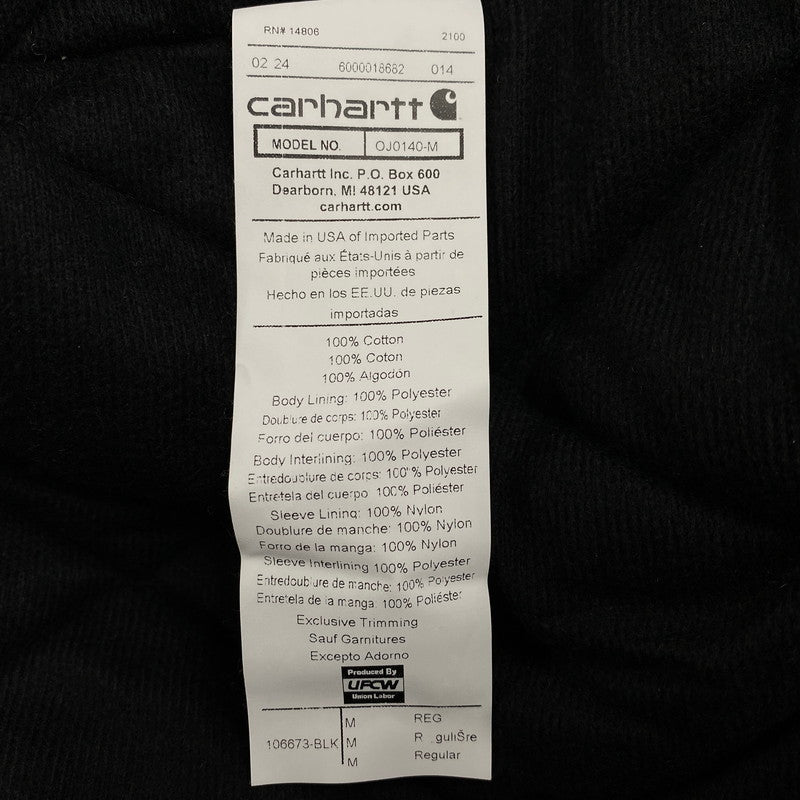 RN# 14806 2100
02 24 6000018682 014
carhartt
MODEL NO. OJ0140-M
Carhartt Inc. P.O. Box 600
Dearborn, MI 48121 USA
carhartt.com
Made in USA of Imported Parts
Fabriqué aux États-Unis à partir de
pièces importées
Hecho en los EE.UU. de piezas
importadas
100% Cotton
100% Coton
100% Algodón
Body Lining: 100% Polyester
Doublure de corps: 100% Polyester
Forro del cuerpo: 100% Poliéster
Body Interlining: 100% Polyester
Entredoublure de corps: 100% Polyester
Entretela del cuerpo 100% Poliéster
Sleeve Lining: 100% Nylon
Doublure de manche: 100% Nylon
Forro de la manga: 100% Nylon
Sleeve Interlining 100% Polyester
Entredoublure de manche: 100% Polyester
Entretela de la manga: 100% Poliéster
Exclusive Trimming
Sauf Garnitures
Excepto Adorno
Produced By
UFCW
Union Labor
M REG
106673-BLK M R .guliŠre
M Regular